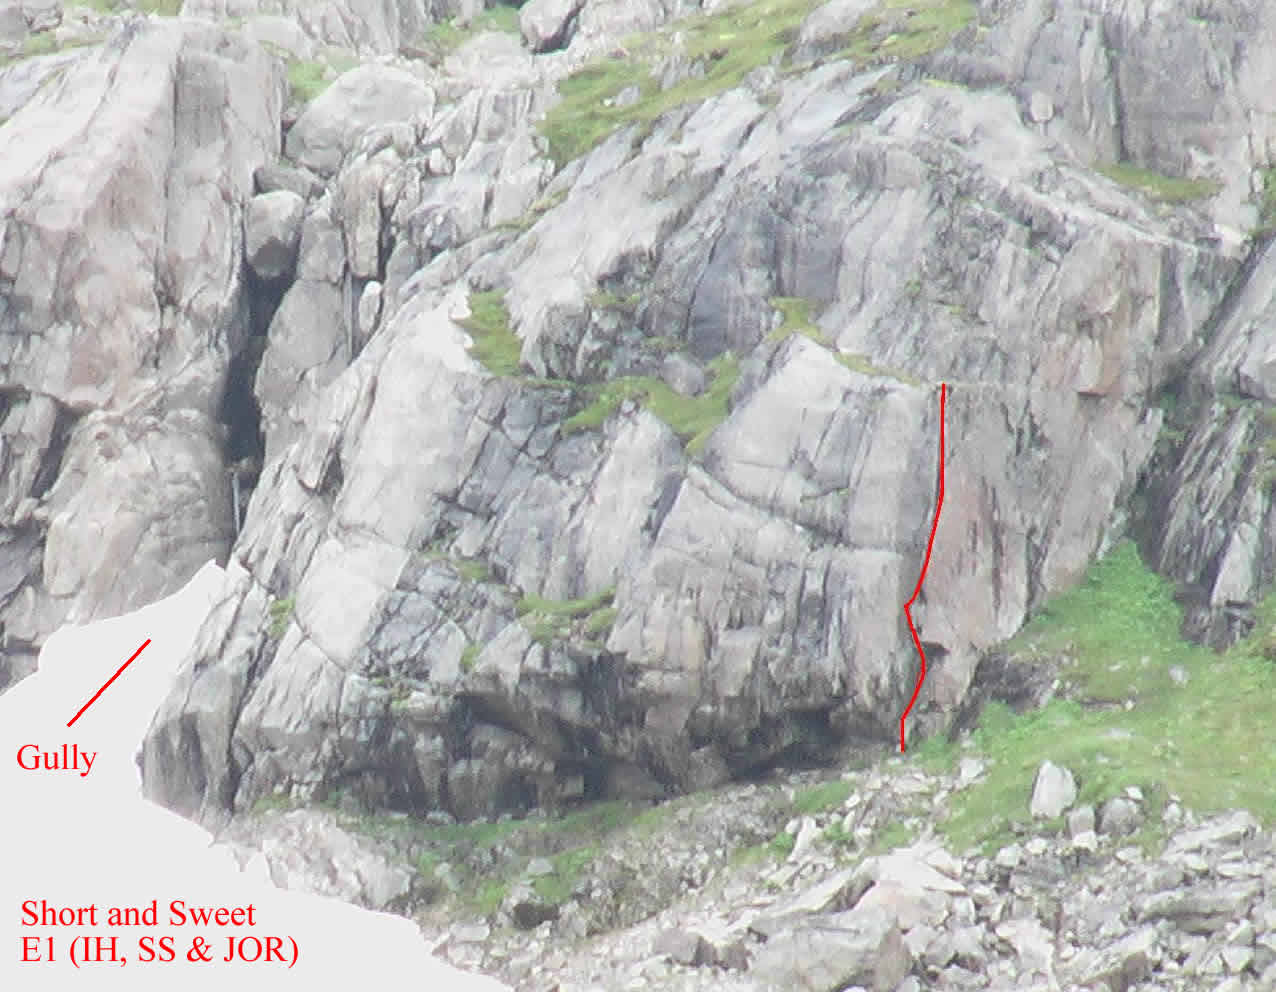 Gully
Short and Sweet
E1 (IH, SS & JOR)